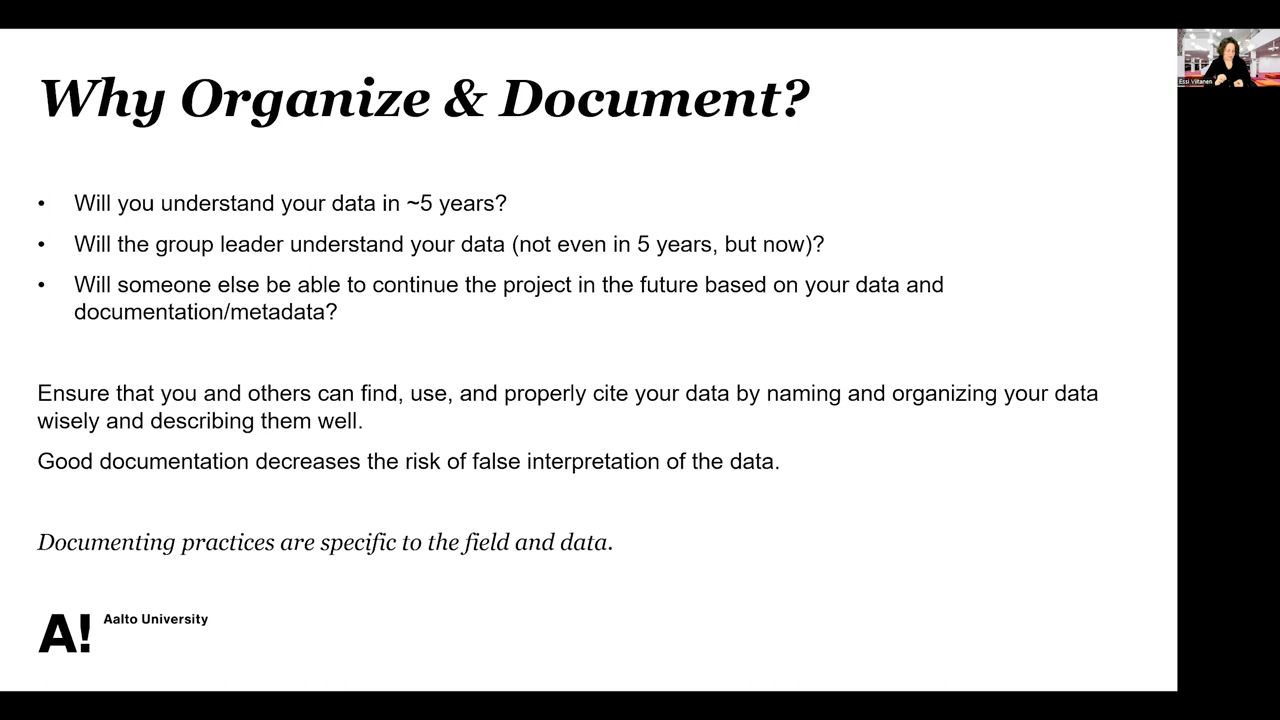 Why Organize & Document?
• Will you understand your data in ~5 years?
• Will the group leader understand your data (not even in 5 years, but now)?
• Will someone else be able to continue the project in the future based on your data and
documentation/metadata?
Ensure that you and others can find, use, and properly cite your data by naming and organizing your data
wisely and describing them well.
Good documentation decreases the risk of false interpretation of the data.
Documenting practices are specific to the field and data.
A! Aalto University
Essi Viitanen